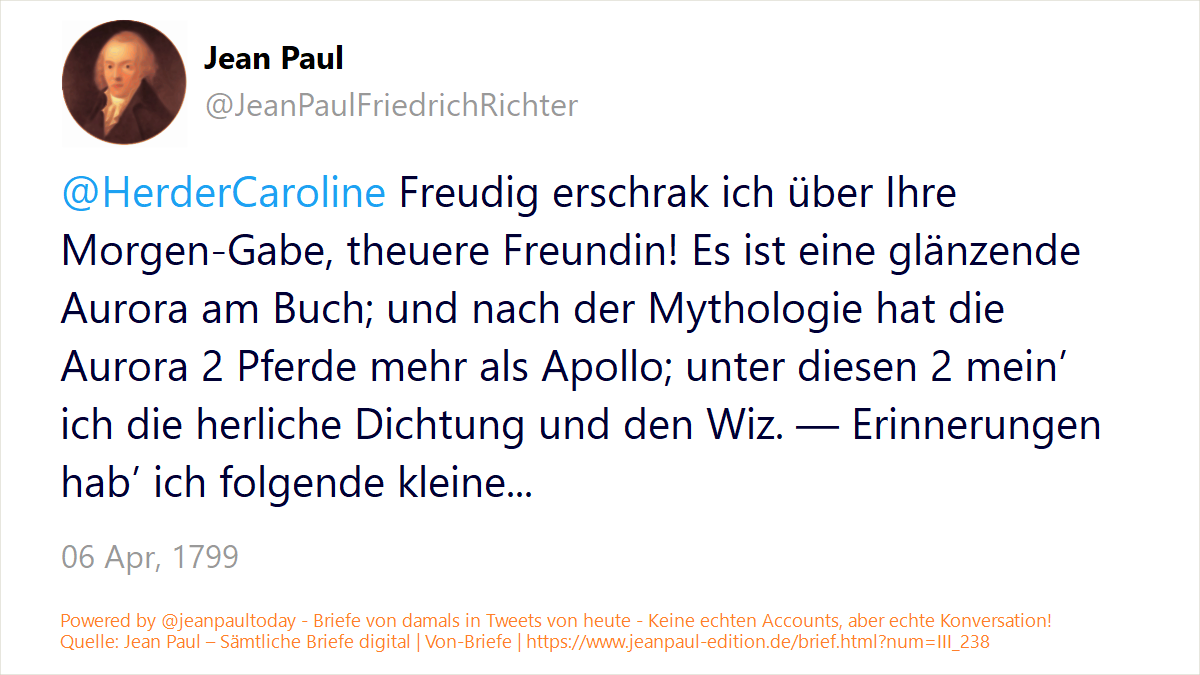 Jean Paul
@JeanPaulFriedrichRichter
@HerderCaroline Freudig erschrak ich über Ihre
Morgen-Gabe, theuere Freundin! Es ist eine glänzende
Aurora am Buch; und nach der Mythologie hat die
Aurora 2 Pferde mehr als Apollo; unter diesen 2 mein’
ich die herliche Dichtung und den Wiz. — Erinnerungen
hab’ ich folgende kleine...
06 Apr, 1799
Powered by @jeanpaultoday - Briefe von damals in Tweets von heute - Keine echten Accounts, aber echte Konversation!
Quelle: Jean Paul – Sämtliche Briefe digital | Von-Briefe | https://www.jeanpaul-edition.de/brief.html?num=III_238